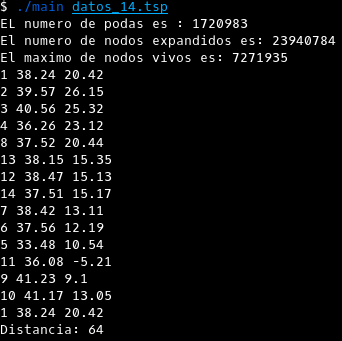 $ ./main datos_14.tsp
EL numero de podas es : 1720983
El numero de nodos expandidos es: 23940784
El maximo de nodos vivos es: 7271935
1 38.24 20.42
2 39.57 26.15
3 40.56 25.32
4 36.26 23.12
8 37.52 20.44
13 38.15 15.35
12 38.47 15.13
14 37.51 15.17
7 38.42 13.11
6 37.56 12.19
5 33.48 10.54
11 36.08 -5.21
9 41.23 9.1
10 41.17 13.05
1 38.24 20.42
Distancia: 64